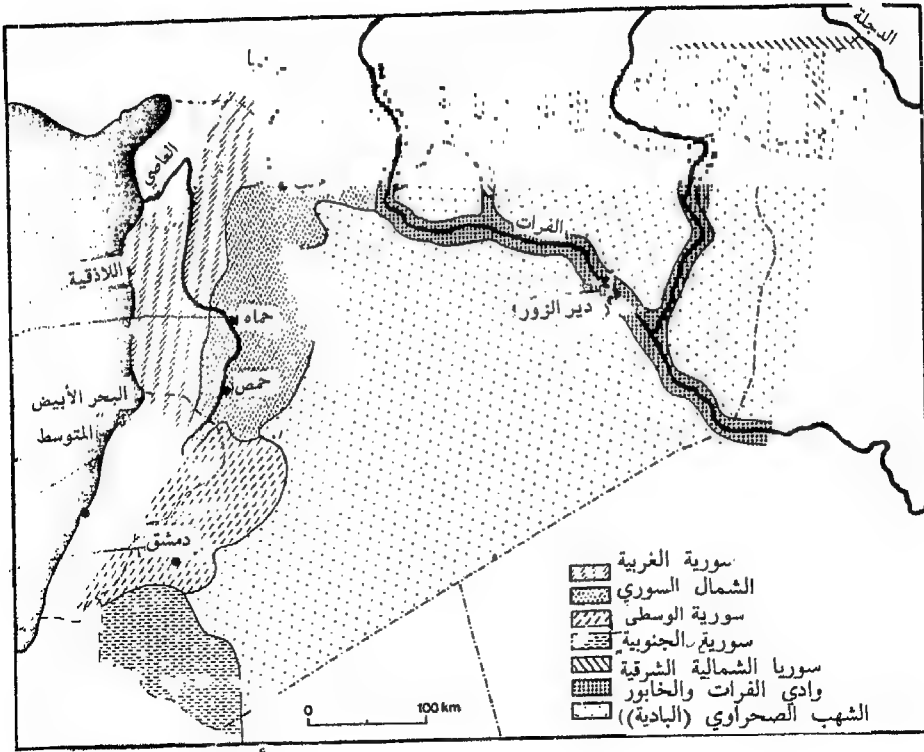 الدجلة
العاصي
الفرات
اللاذقية
دير الزور
حماه
حمص
البحر الأبيض
المتوسط
دمشق
سورية الغربية
الشمال السوري
سورية الوسطى
سورية الجنوبية
سوريا الشمالية الشرقية
وادي الفرات والخابور
الشهب الصحراوي (البادية))
0 100 km